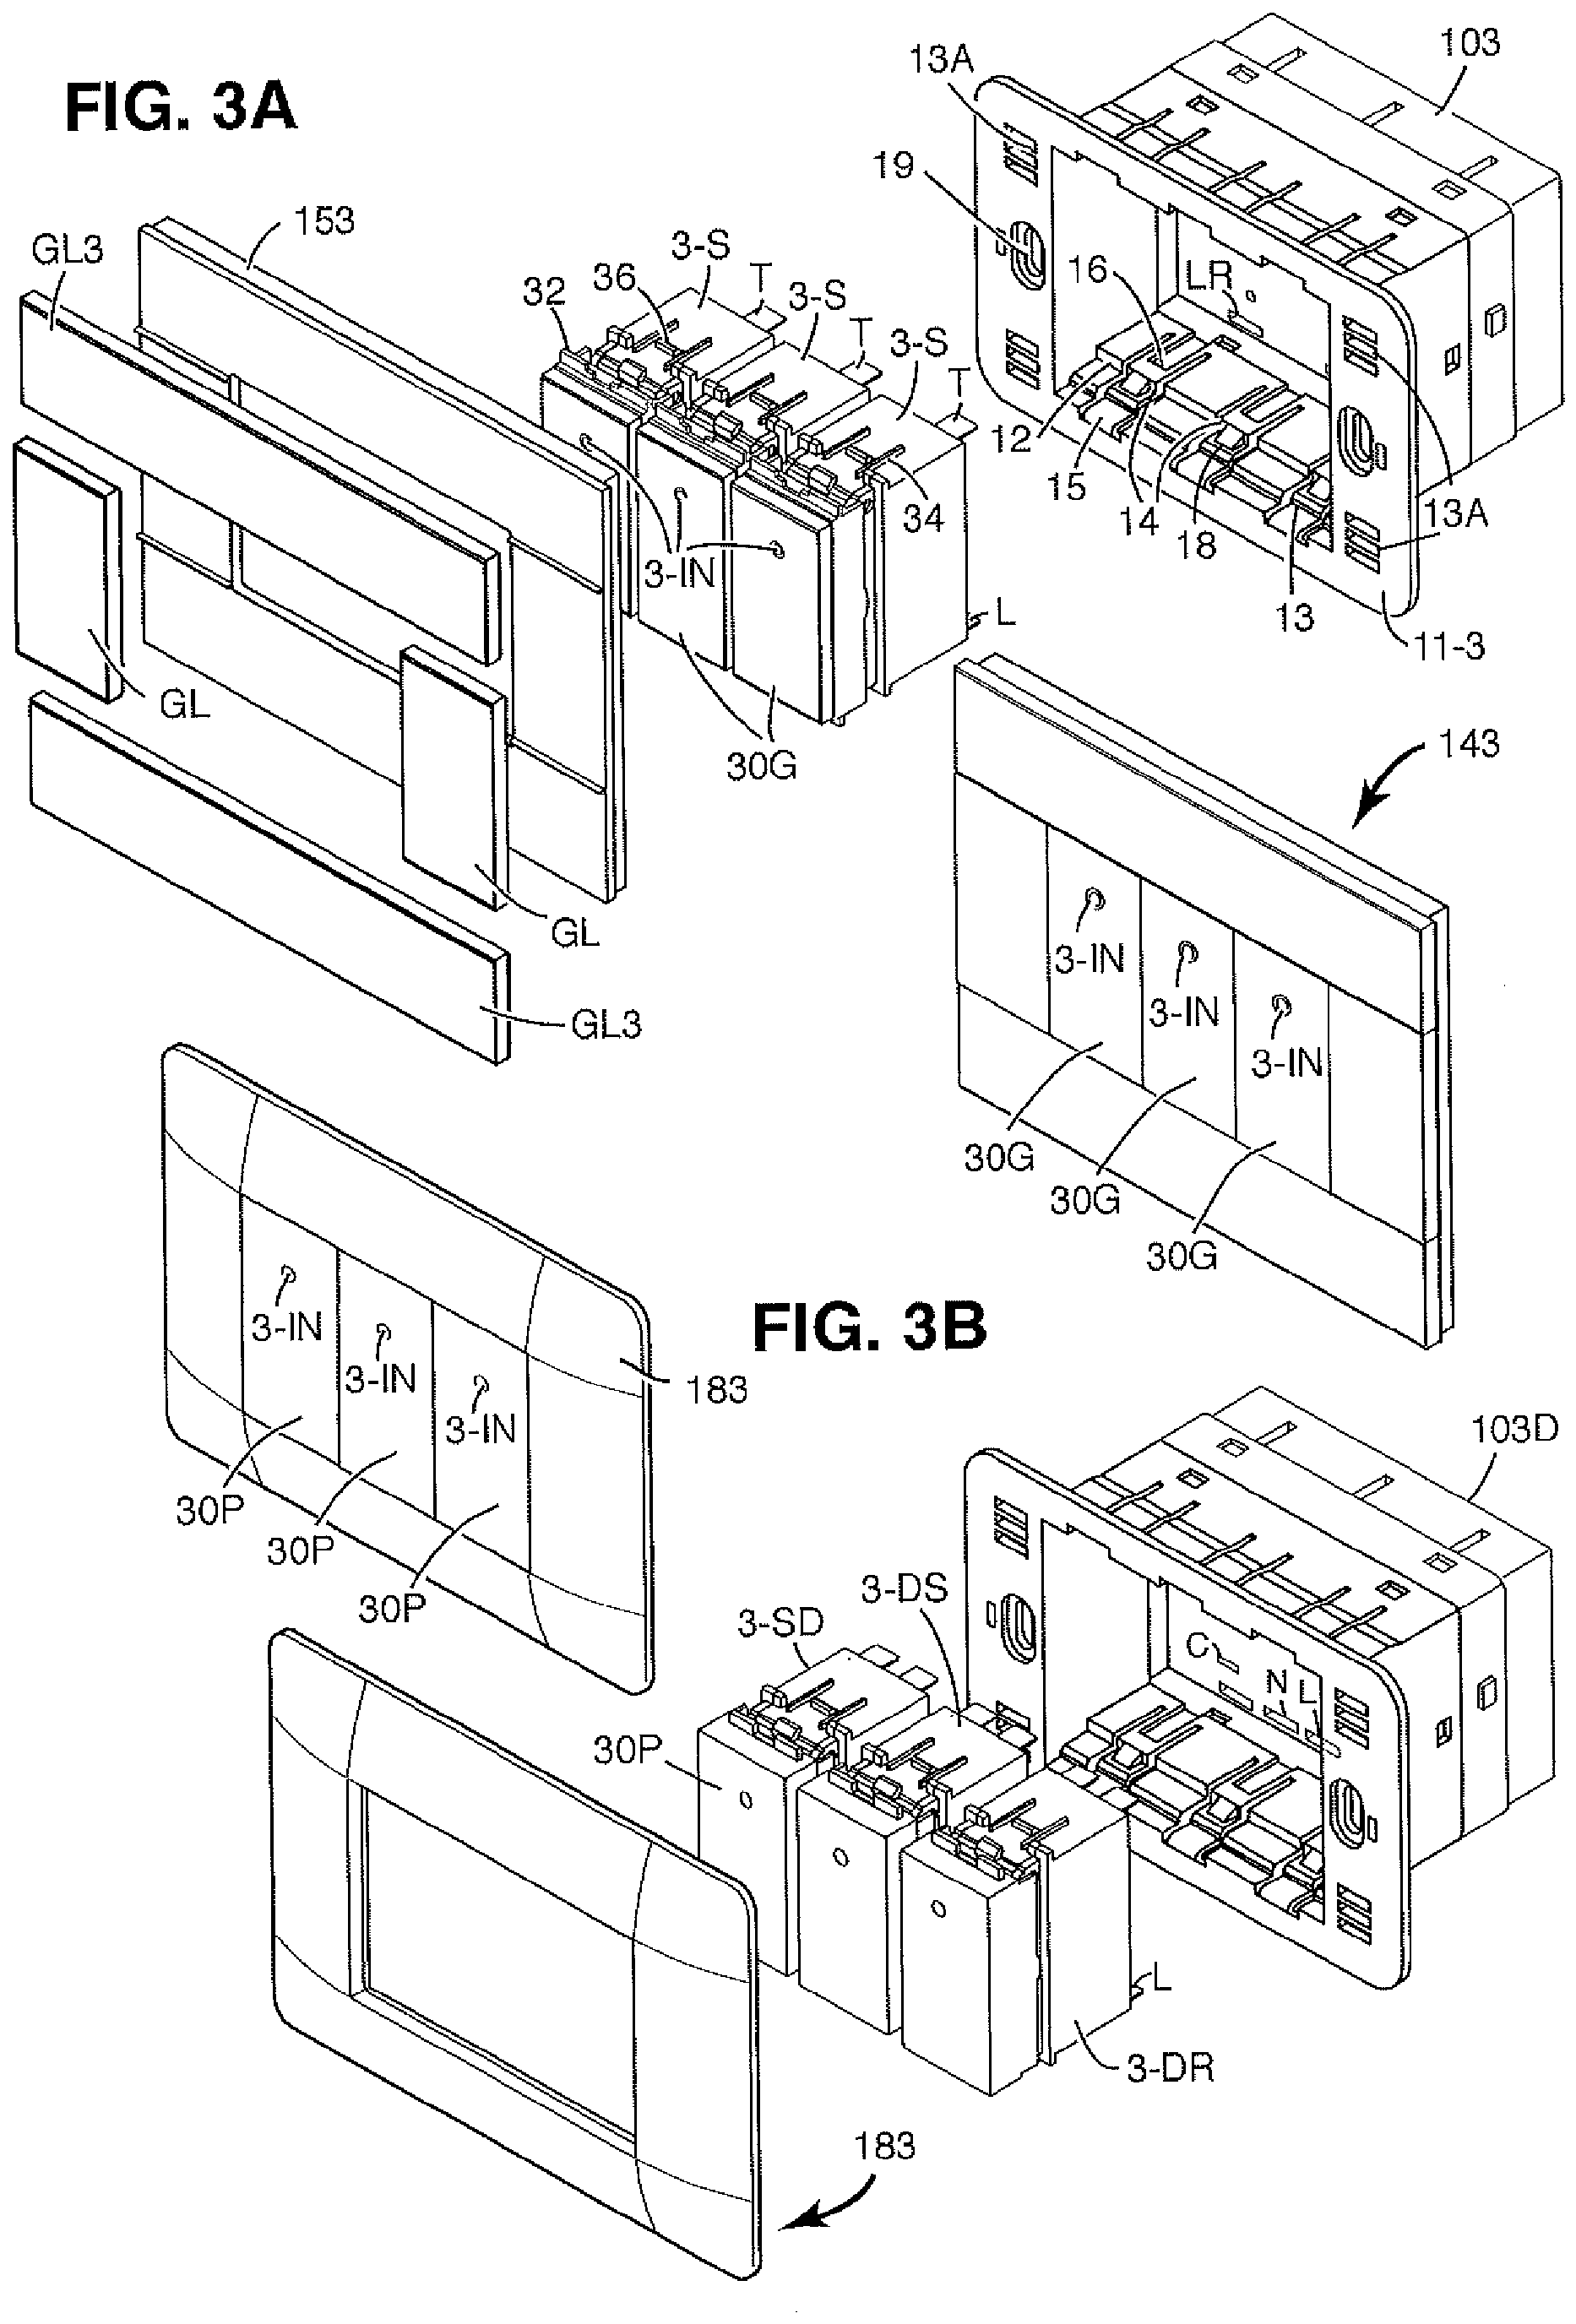 FIG. 3A
103
13A
19
153
GL3
3-S
T
36
32
3-S
T
3-S
T
16
LR
12
15
14
18
34
13A
3-IN
13
L
11-3
GL
30G
143
GL
GL3
3-IN
3-IN
3-IN
30G
30G
30G
3-IN
3-IN
3-IN
FIG. 3B
183
30P
30P
30P
103D
3-DS
3-SD
C
N
L
30P
L
3-DR
183